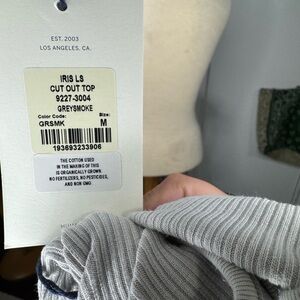 EST. 2003
LOS ANGELES, CA.
IRIS LS
CUT OUT TOP
9227-3004
GREYSMOKE
Color Code: Size:
GRSMK M
193693233906
THE COTTON USED
IN THE MAKING OF THIS
IS ORGANICALLY GROWN.
NO FERTILIZERS, NO PESTICIDES,
AND NON GMO